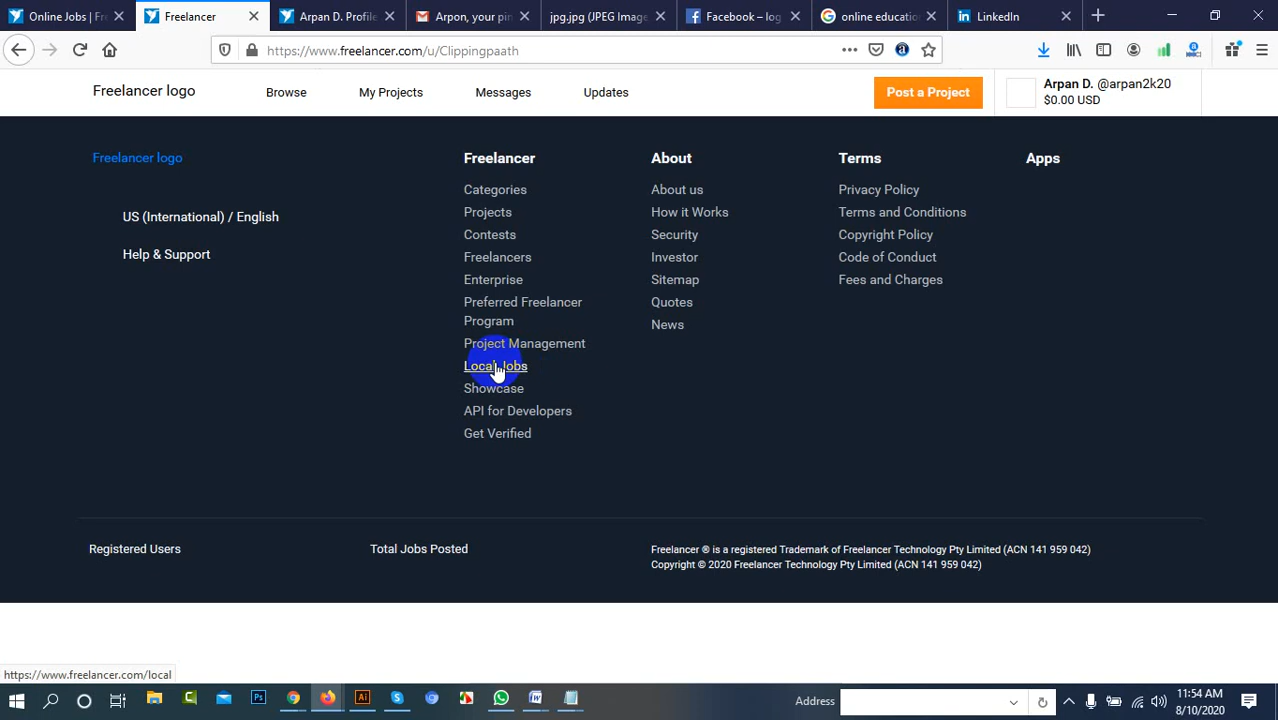 Online Jobs | Fr
Freelancer
Arpan D. Profile
Arpon, your pin
jpg.jpg (JPEG Image
Facebook – log
online educatio
LinkedIn
https://www.freelancer.com/u/Clippingpaath
Freelancer logo
Browse
My Projects
Messages
Updates
Post a Project
Arpan D. @arpan2k20
$0.00 USD
Freelancer logo
US (International) / English
Help & Support
Freelancer
Categories
Projects
Contests
Freelancers
Enterprise
Preferred Freelancer
Program
Project Management
Local Jobs
Showcase
API for Developers
Get Verified
About
About us
How it Works
Security
Investor
Sitemap
Quotes
News
Terms
Privacy Policy
Terms and Conditions
Copyright Policy
Code of Conduct
Fees and Charges
Apps
Registered Users
Total Jobs Posted
Freelancer ® is a registered Trademark of Freelancer Technology Pty Limited (ACN 141 959 042)
Copyright © 2020 Freelancer Technology Pty Limited (ACN 141 959 042)
https://www.freelancer.com/local
Address
11:54 AM
8/10/2020